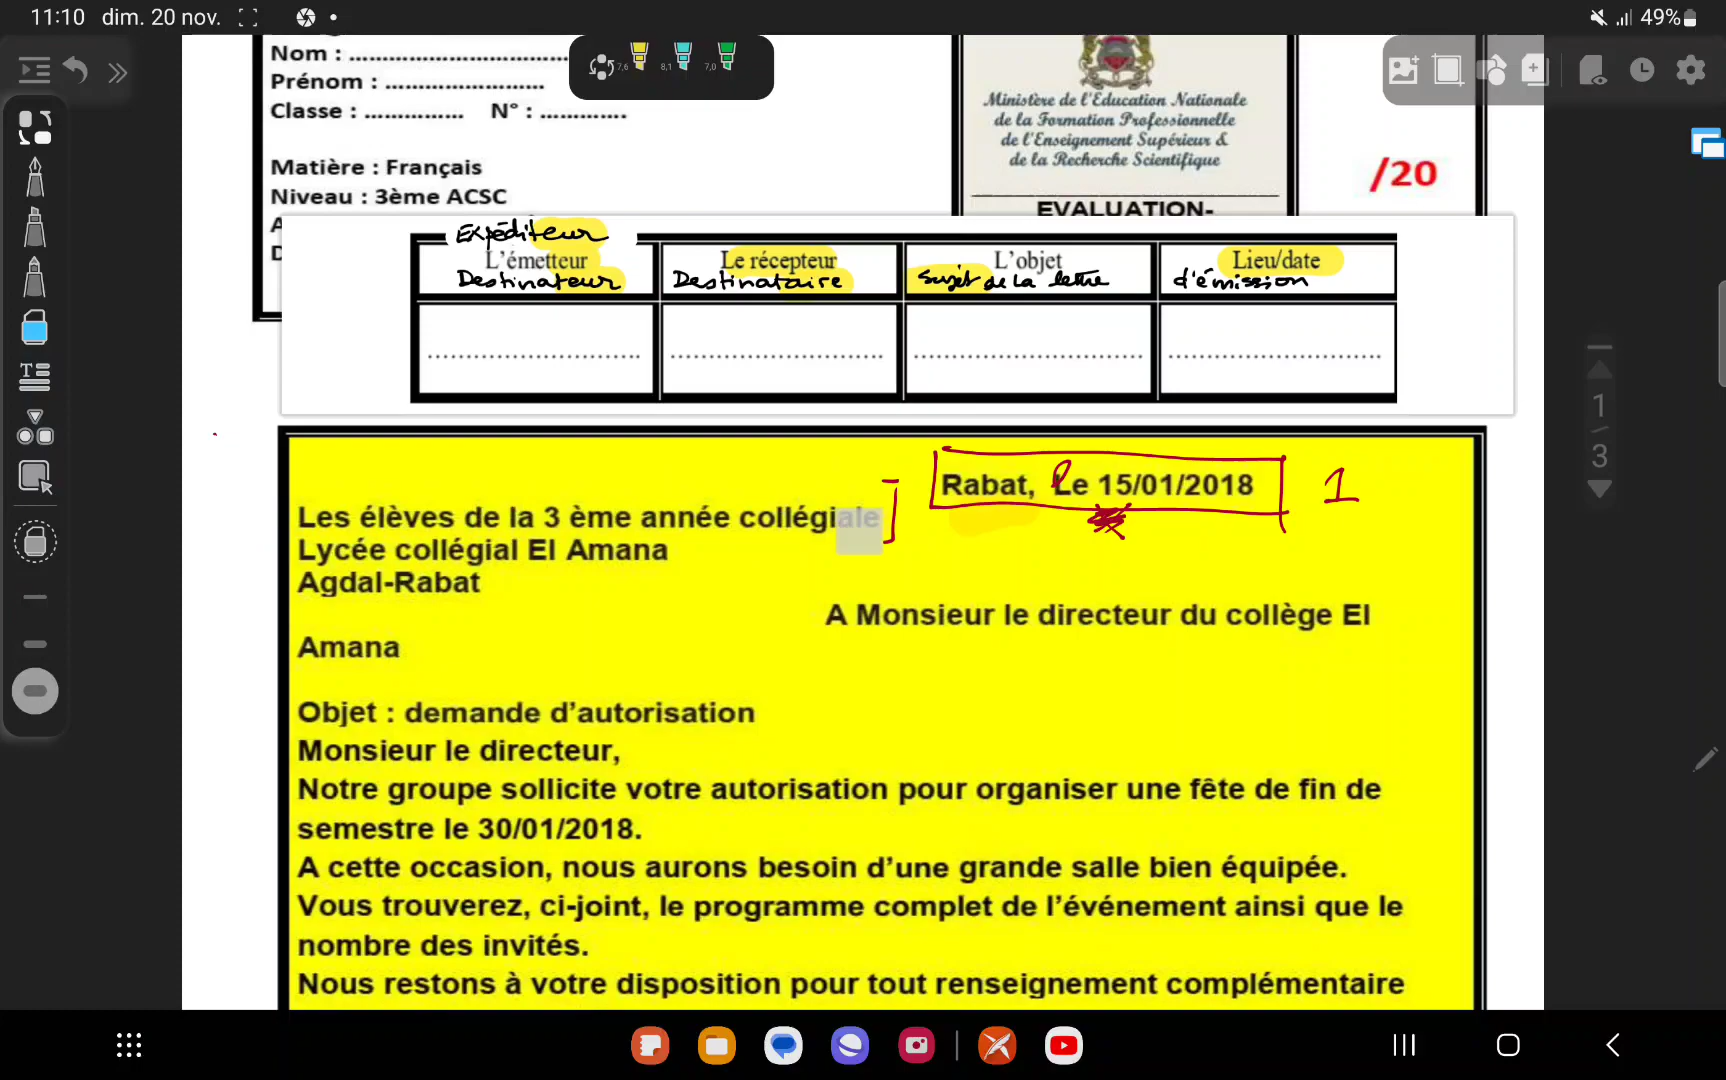 11:10 dim. 20 nov.
49%
Nom : ...............................
Prénom : ........................
Classe : ............... N° : .............
Matière : Français
Niveau : 3ème ACSC
A
D
7,6 8,1 7,0
Ministère de l'Education Nationale
de la Formation Professionnelle
de l'Enseignement Supérieur &
de la Recherche Scientifique
EVALUATION-
/20
Expéditeur
L'émetteur Le récepteur L'objet Lieu/date
Destinateur Destinataire Sujet de la lettre d'émission
............................ ............................ ............................ ............................
Rabat, Le 15/01/2018 1
Les élèves de la 3 ème année collégiale
Lycée collégial El Amana
Agdal-Rabat
A Monsieur le directeur du collège El
Amana
Objet : demande d'autorisation
Monsieur le directeur,
Notre groupe sollicite votre autorisation pour organiser une fête de fin de
semestre le 30/01/2018.
A cette occasion, nous aurons besoin d'une grande salle bien équipée.
Vous trouverez, ci-joint, le programme complet de l'événement ainsi que le
nombre des invités.
Nous restons à votre disposition pour tout renseignement complémentaire
1
/
3